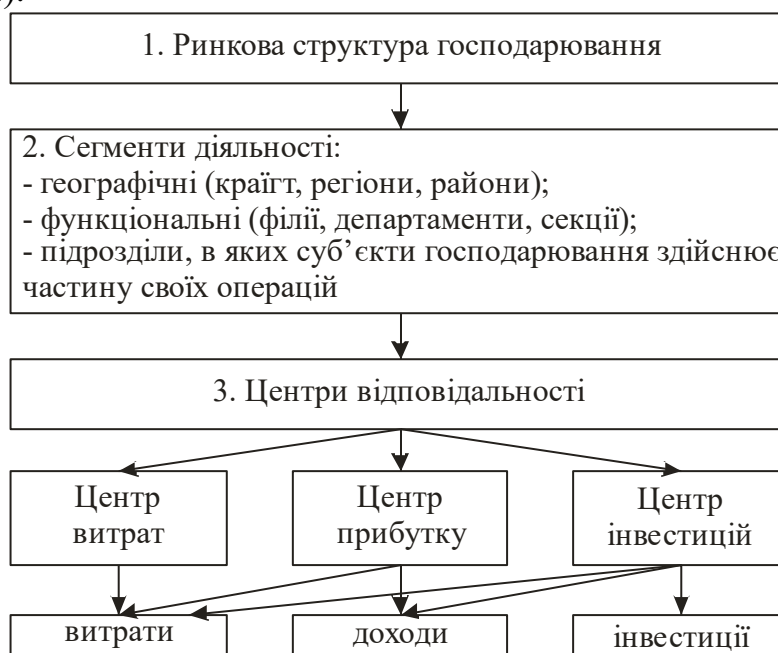 ).
1. Ринкова структура господарювання
2. Сегменти діяльності:
- географічні (країгт, регіони, райони);
- функціональні (філії, департаменти, секції);
- підрозділи, в яких суб’єкти господарювання здійснює
частину своїх операцій
3. Центри відповідальності
Центр
витрат
Центр
прибутку
Центр
інвестицій
витрати
доходи
інвестиції